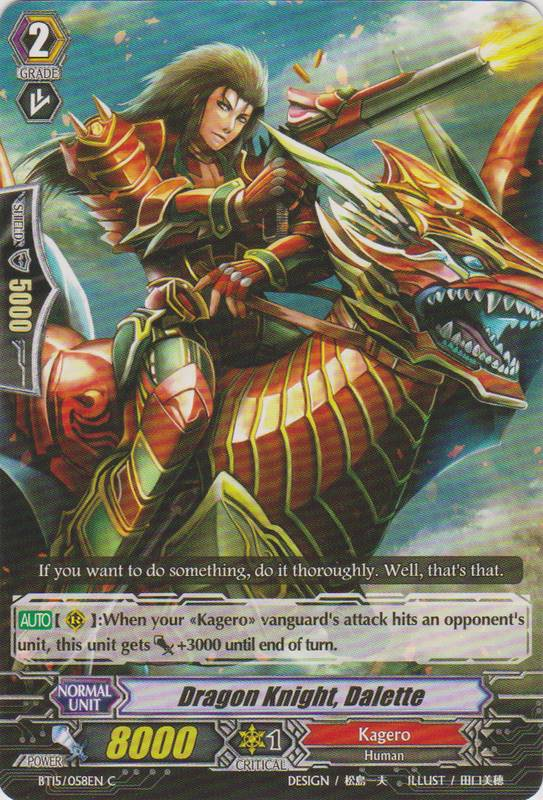 2
GRADE
SHIELD
5000
If you want to do something, do it thoroughly. Well, that's that.
AUTO [ R ]:When your «Kagero» vanguard's attack hits an opponent's
unit, this unit gets +3000 until end of turn.
NORMAL
UNIT
Dragon Knight, Dalette
POWER
8000
1
CRITICAL
Kagero
Human
BT15/058EN C
DESIGN / 松島一夫
ILLUST / 田口美穂